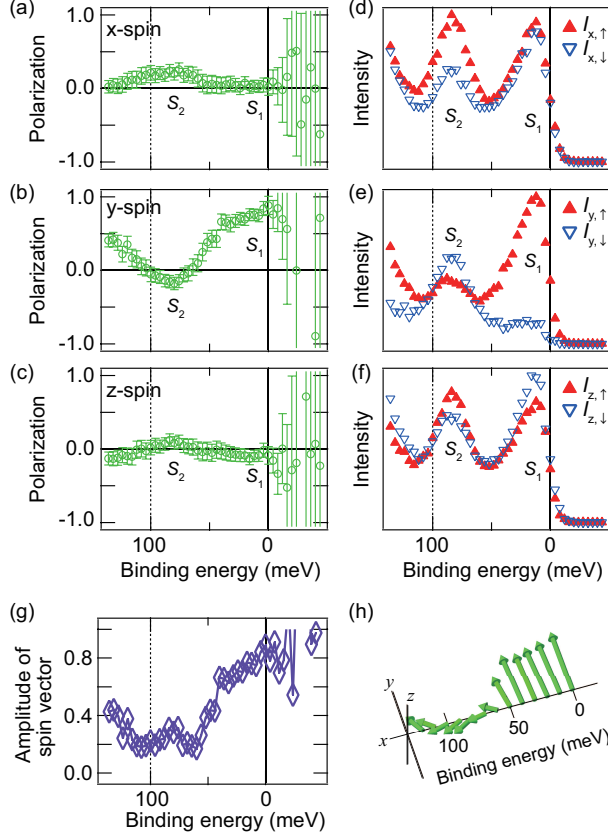 (a)
x-spin
Polarization
1.0
0.0
-1.0
S2
S1
(d)
Intensity
Ix,↑
Ix,↓
S2
S1
(b)
y-spin
Polarization
1.0
0.0
-1.0
S2
S1
(e)
Intensity
Iy,↑
Iy,↓
S2
S1
(c)
z-spin
Polarization
1.0
0.0
-1.0
S2
S1
100
0
Binding energy (meV)
(f)
Intensity
Iz,↑
Iz,↓
S2
S1
100
0
Binding energy (meV)
(g)
Amplitude of
spin vector
0.8
0.4
0.0
100
0
Binding energy (meV)
(h)
y
z
x
100
50
0
Binding energy (meV)